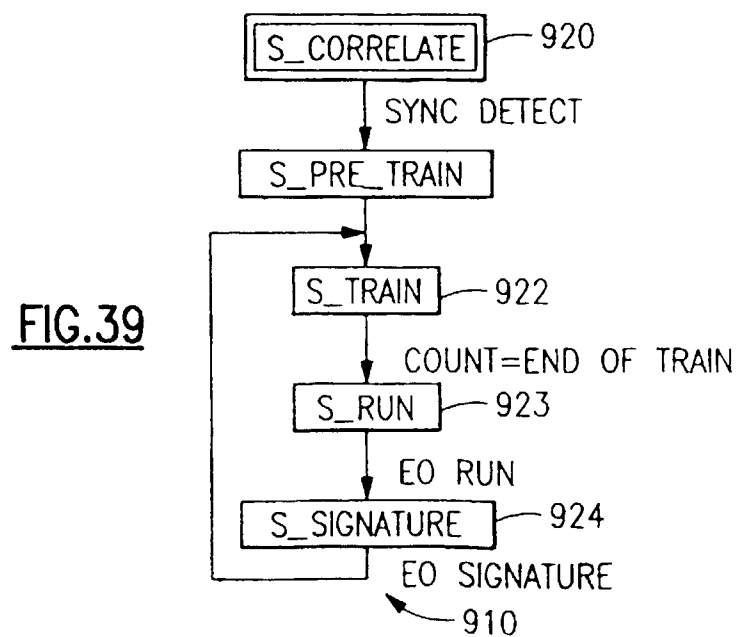 S_CORRELATE
920
SYNC DETECT
S_PRE_TRAIN
S_TRAIN
922
FIG.39
COUNT=END OF TRAIN
S_RUN
923
EO RUN
S_SIGNATURE
924
EO SIGNATURE
910